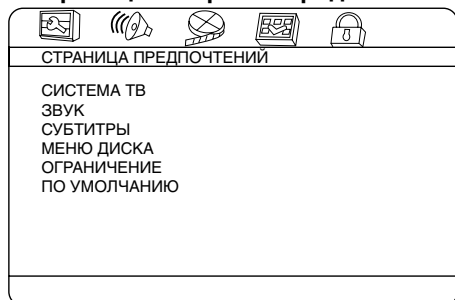 СТРАНИЦА ПРЕДПОЧТЕНИЙ
СИСТЕМА ТВ
ЗВУК
СУБТИТРЫ
МЕНЮ ДИСКА
ОГРАНИЧЕНИЕ
ПО УМОЛЧАНИЮ